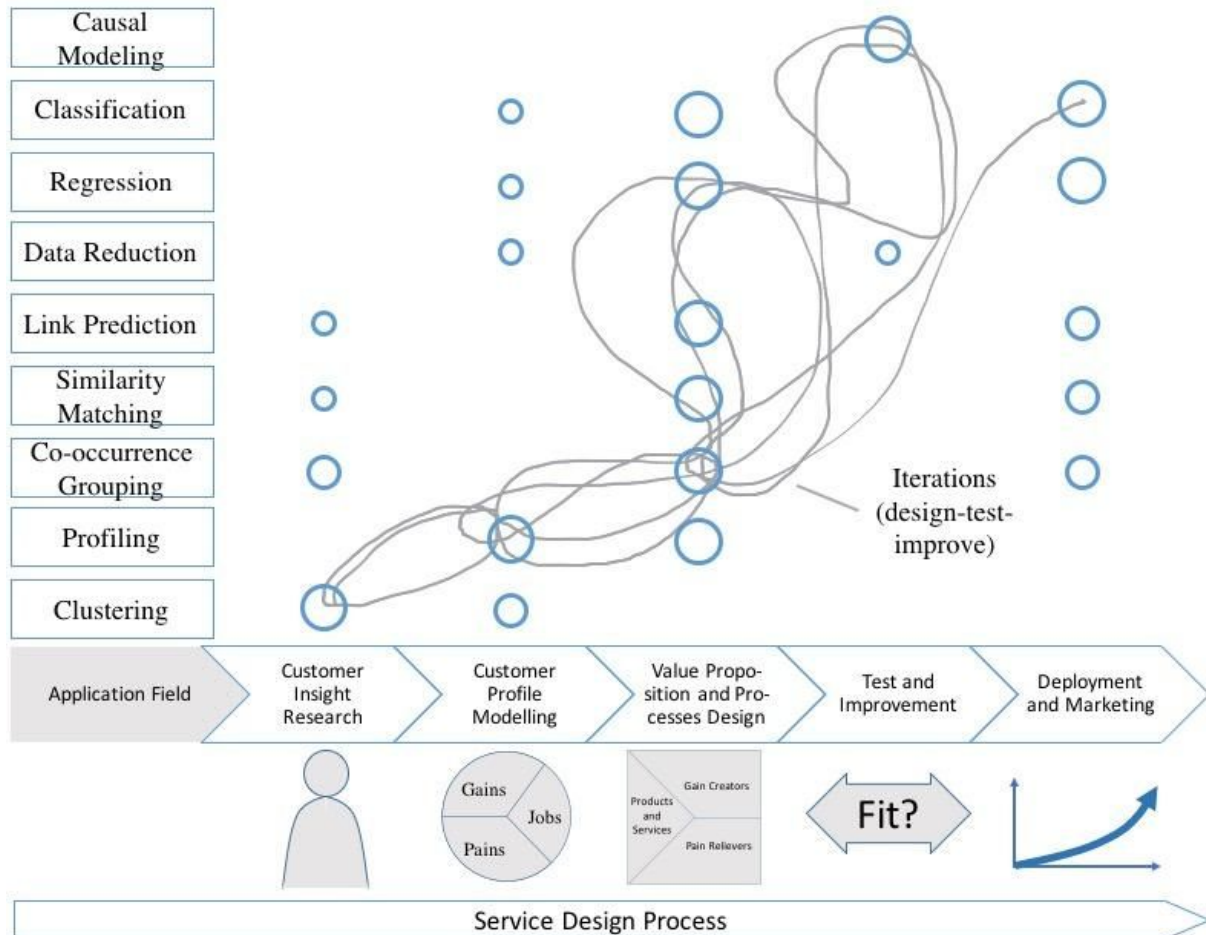 Causal
Modeling
Classification
Regression
Data Reduction
Link Prediction
Similarity
Matching
Co-occurrence
Grouping
Profiling
Clustering
Iterations
(design-test-
improve)
Application Field
Customer
Insight
Research
Customer
Profile
Modelling
Value Propo-
sition and Pro-
cesses Design
Test and
Improvement
Deployment
and Marketing
Gains
Jobs
Pains
Products
and
Services
Gain Creators
Pain Relievers
Fit?
Service Design Process